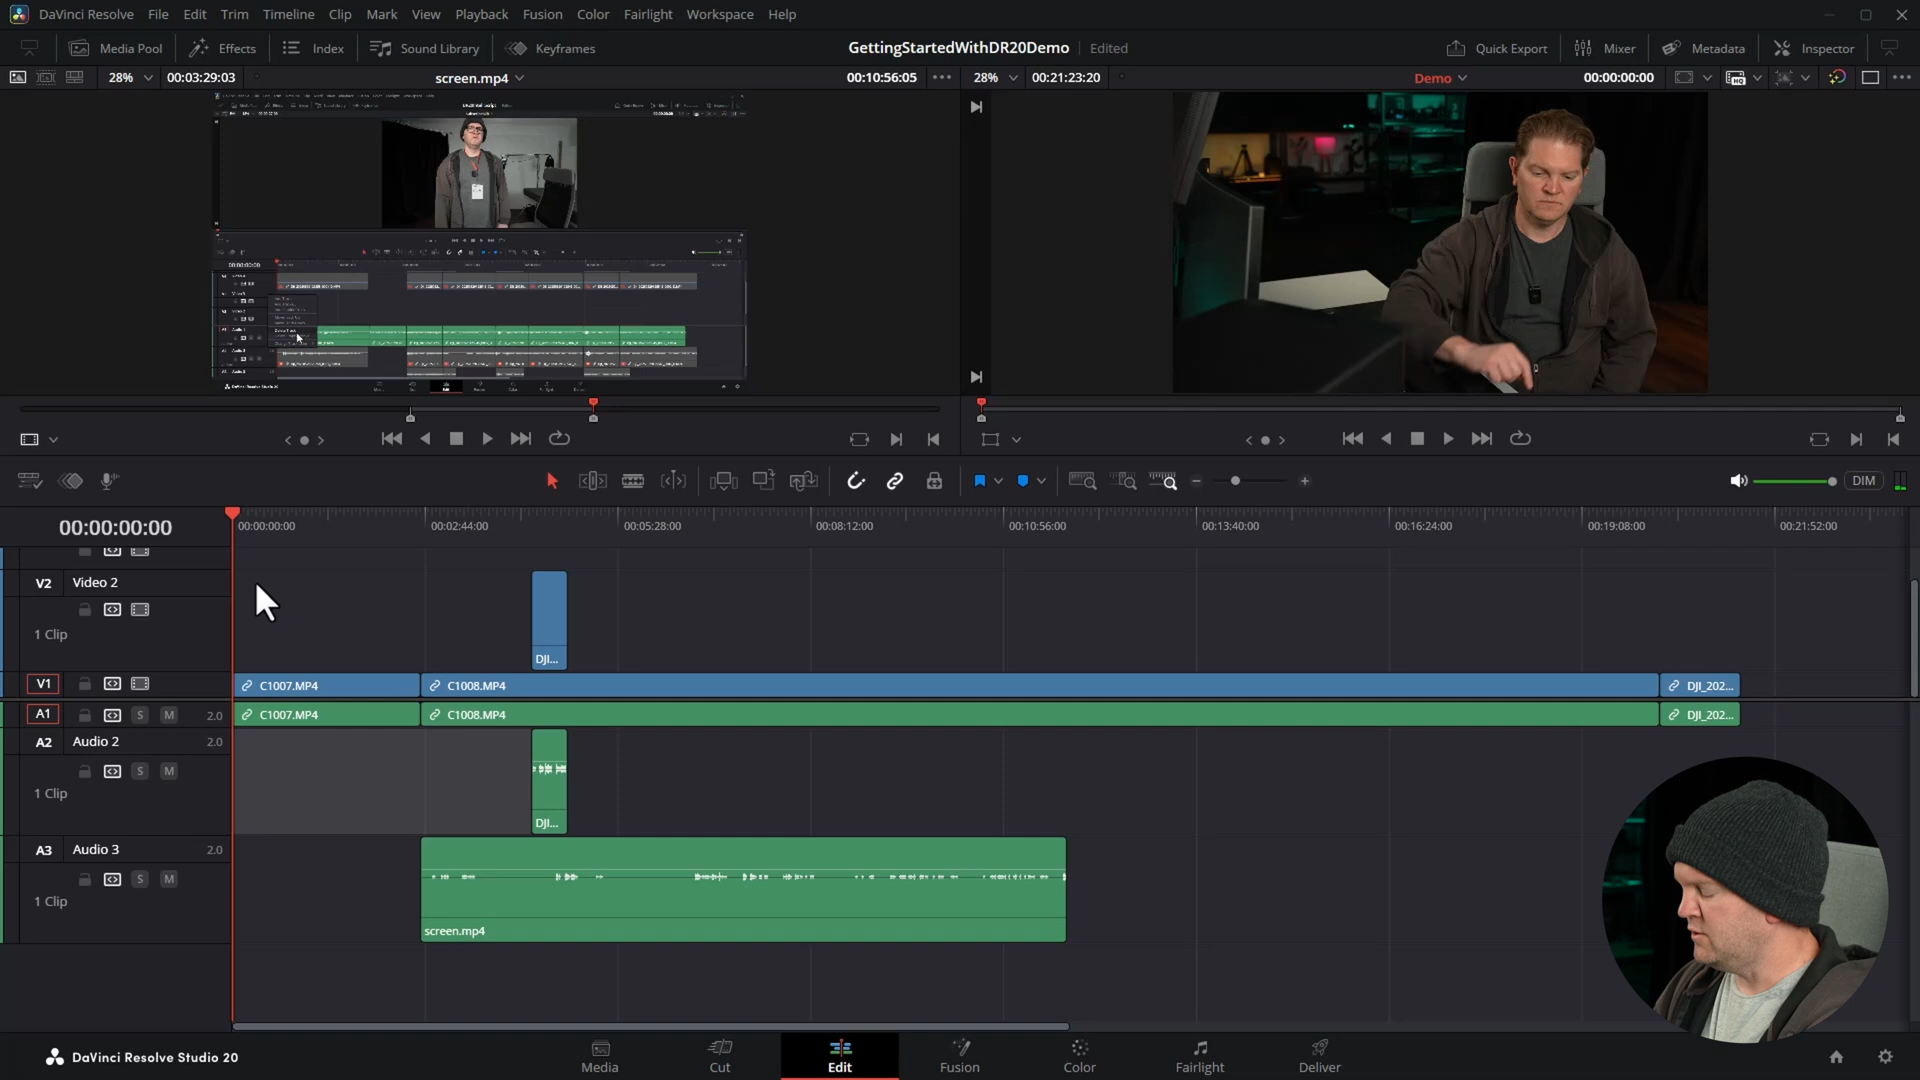 DaVinci Resolve File Edit Trim Timeline Clip Mark View Playback Fusion Color Fairlight Workspace Help
Media Pool Effects Index Sound Library Keyframes GettingStartedWithDR20Demo Edited Quick Export Mixer Metadata Inspector
28% 00:03:29:03 screen.mp4 00:10:56:05 28% 00:21:23:20 Demo 00:00:00:00
DIM
00:00:00:00 00:00:00:00 00:02:44:00 00:05:28:00 00:08:12:00 00:10:56:00 00:13:40:00 00:16:24:00 00:19:08:00 00:21:52:00
V2 Video 2
1 Clip
DJI...
V1 C1007.MP4 C1008.MP4 DJI_202...
A1 S M 2.0 C1007.MP4 C1008.MP4 DJI_202...
A2 Audio 2 2.0
S M
1 Clip
DJI...
A3 Audio 3 2.0
S M
1 Clip
screen.mp4
DaVinci Resolve Studio 20 Media Cut Edit Fusion Color Fairlight Deliver